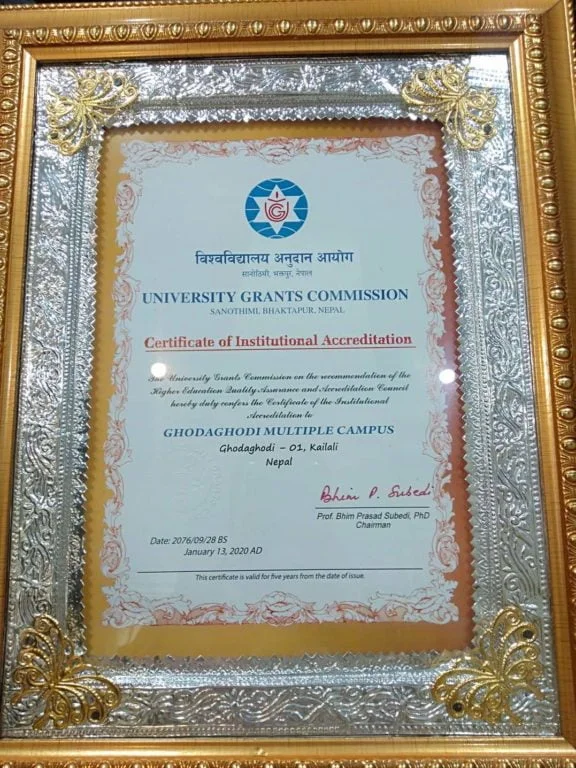 विश्वविद्यालय अनुदान आयोग
सानोठिमी, भक्तपुर, नेपाल
UNIVERSITY GRANTS COMMISSION
SANOTHIMI, BHAKTAPUR, NEPAL
Certificate of Institutional Accreditation
The University Grants Commission on the recommendation of the
Higher Education Quality Assurance and Accreditation Council
hereby duly confers the Certificate of the Institutional
Accreditation to
GHODAGHODI MULTIPLE CAMPUS
Ghodaghodi – 01, Kailali
Nepal
Bhim P. Subedi
Prof. Bhim Prasad Subedi, PhD
Chairman
Date: 2076/09/28 BS
January 13, 2020 AD
This certificate is valid for five years from the date of issue.